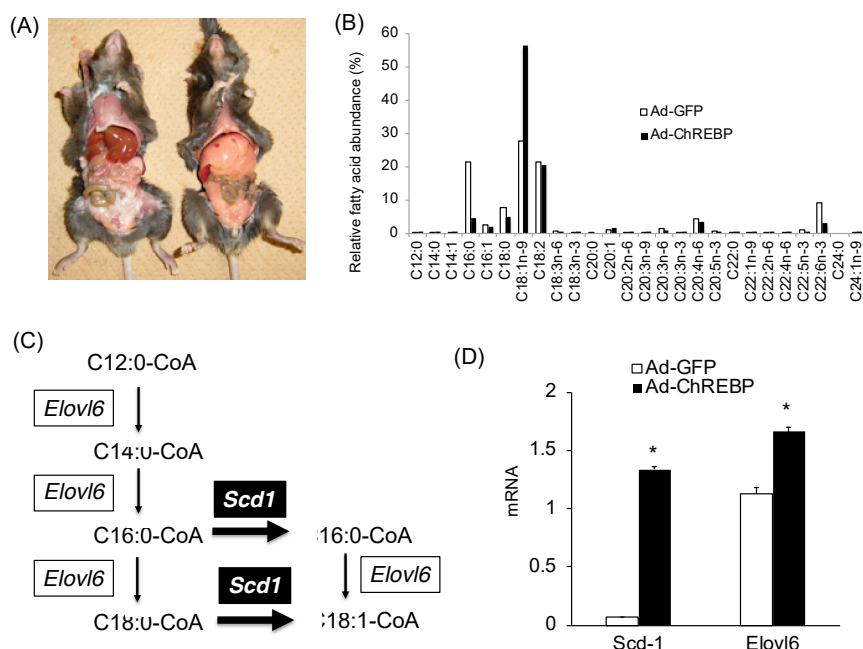 (A)
(B)
Relative fatty acid abundance (%)
60
50
40
30
20
10
0
Ad-GFP
Ad-ChREBP
C12:0
C14:0
C14:1
C16:0
C16:1
C18:0
C18:1n-9
C18:2
C18:3n-6
C18:3n-3
C20:0
C20:1
C20:2n-6
C20:3n-9
C20:3n-6
C20:3n-3
C20:4n-6
C20:5n-3
C22:0
C22:1n-9
C22:2n-6
C22:4n-6
C22:5n-3
C22:6n-3
C24:0
C24:1n-9
(C)
C12:0-CoA
Elovl6
C14:0-CoA
Elovl6
Scd1
C16:0-CoA
C16:0-CoA
Elovl6
Scd1
Elovl6
C18:0-CoA
C18:1-CoA
(D)
Ad-GFP
Ad-ChREBP
mRNA
2
1.5
1
0.5
0
*
*
Scd-1
Elovl6